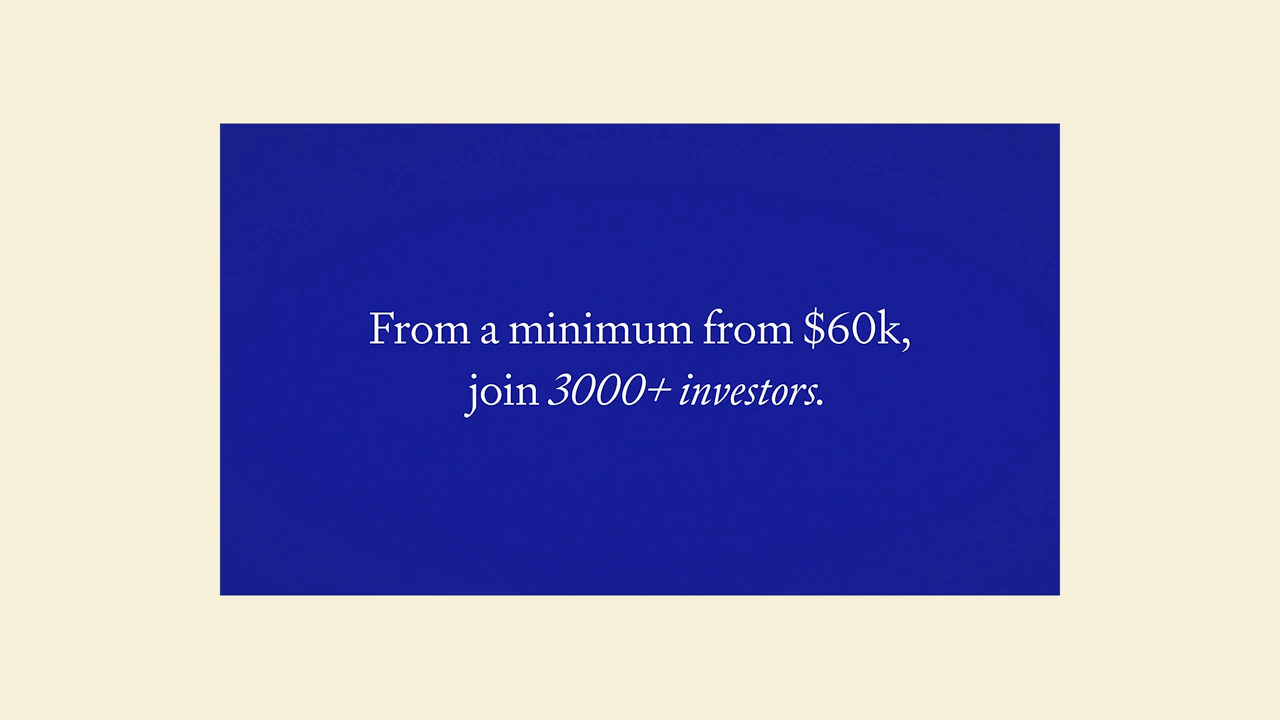 From a minimum from $60k,
join 3000+ investors.